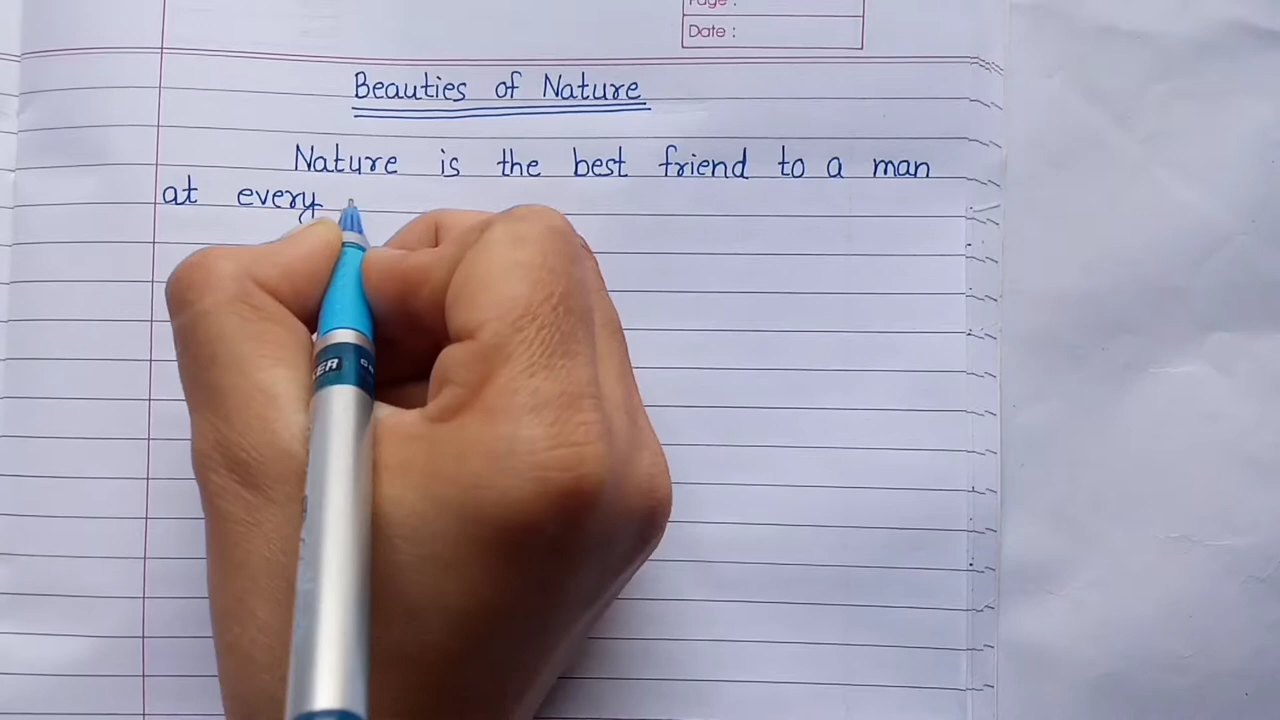 Date :
Beauties of Nature
Nature is the best friend to a man
at every